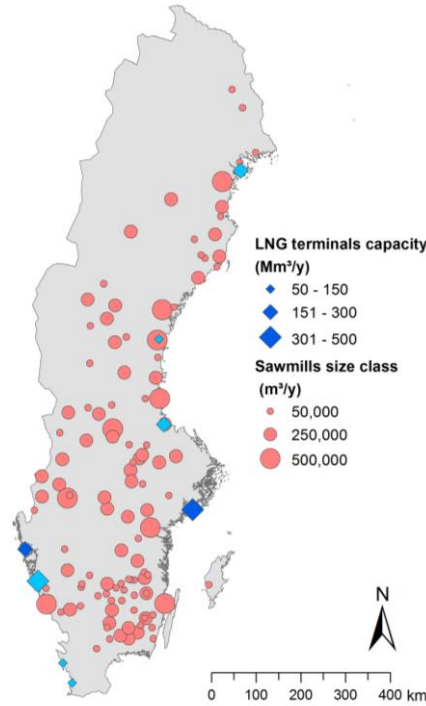 LNG terminals capacity
(Mm³/y)
50 - 150
151 - 300
301 - 500
Sawmills size class
(m³/y)
50,000
250,000
500,000
N
0 100 200 300 400
km